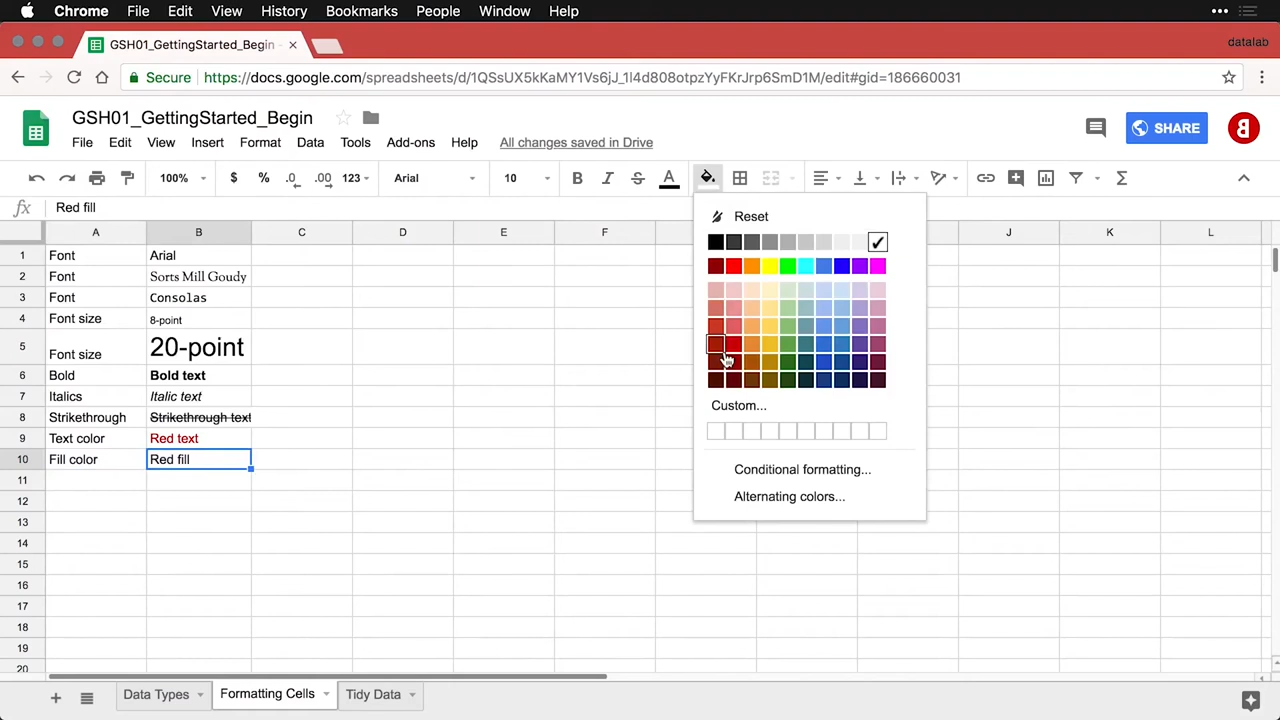 Chrome File Edit View History Bookmarks People Window Help
GSH01_GettingStarted_Begin -
datalab
Secure https://docs.google.com/spreadsheets/d/1QSsUX5kKaMY1Vs6jJ_1l4d808otpzYyFKrJrp6SmD1M/edit#gid=186660031
GSH01_GettingStarted_Begin
SHARE
File Edit View Insert Format Data Tools Add-ons Help All changes saved in Drive
100% $ % .0 .00 123 Arial 10 B I S A
fx Red fill
A B C D E F J K L
1 Font Arial
2 Font Sorts Mill Goudy
3 Font Consolas
4 Font size 8-point
5 Font size 20-point
6 Bold Bold text
7 Italics Italic text
8 Strikethrough Strikethrough text
9 Text color Red text
10 Fill color Red fill
11
12
13
14
15
16
17
18
19
20
Reset
Custom...
Conditional formatting...
Alternating colors...
Data Types Formatting Cells Tidy Data